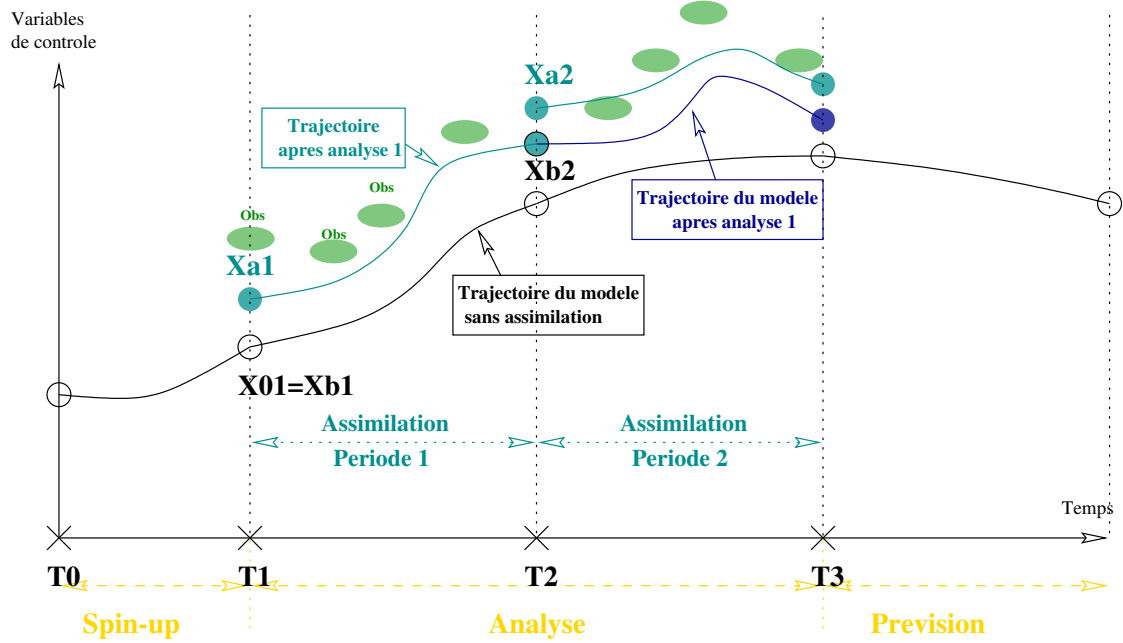 Variables
de controle
Xa2
Trajectoire
apres analyse 1
Xb2
Obs
Trajectoire du modele
apres analyse 1
Obs
Obs
Xa1
Trajectoire du modele
sans assimilation
X01=Xb1
Assimilation
Periode 1
Assimilation
Periode 2
Temps
T0
T1
T2
T3
Spin-up
Analyse
Prevision